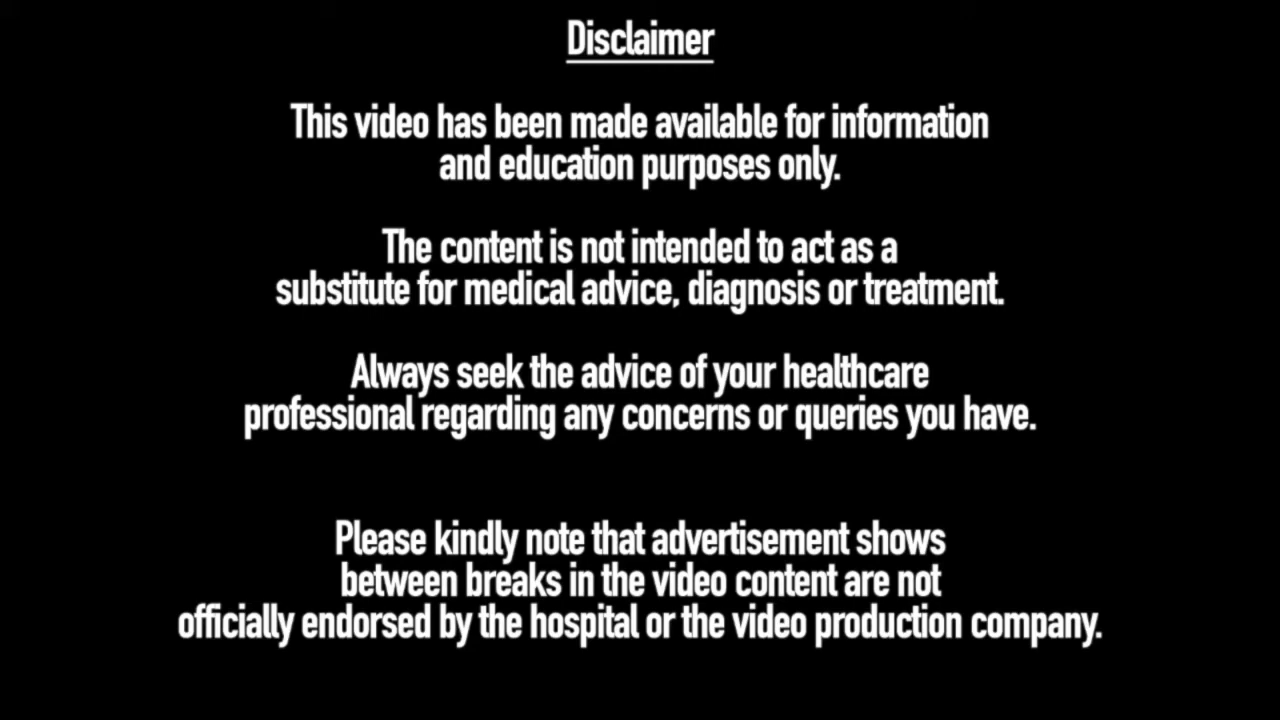 Disclaimer
This video has been made available for information
and education purposes only.
The content is not intended to act as a
substitute for medical advice, diagnosis or treatment.
Always seek the advice of your healthcare
professional regarding any concerns or queries you have.
Please kindly note that advertisement shows
between breaks in the video content are not
officially endorsed by the hospital or the video production company.